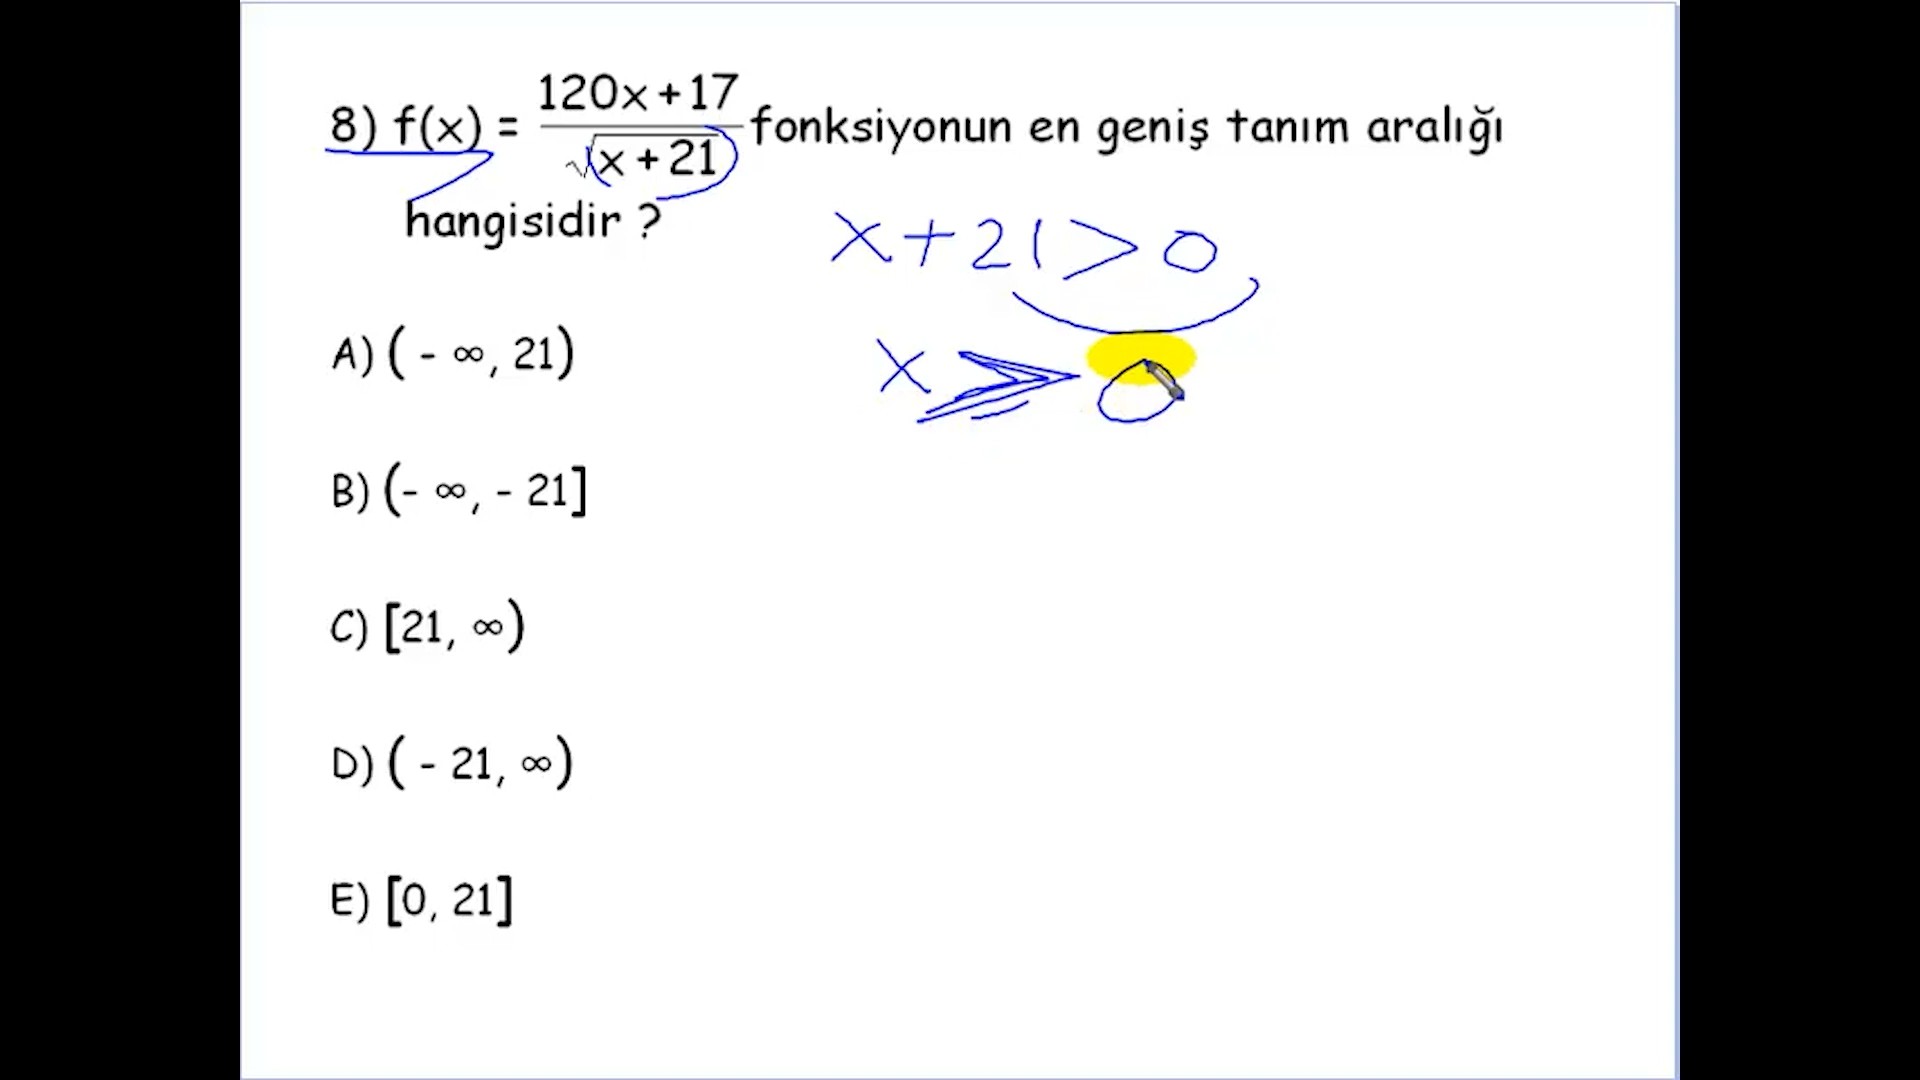 8) f(x) = 120x+17 / √x+21 fonksiyonun en geniş tanım aralığı
hangisidir ?
x+21>0
x > 0
A) ( - ∞, 21)
B) (- ∞, - 21]
C) [21, ∞)
D) ( - 21, ∞)
E) [0, 21]